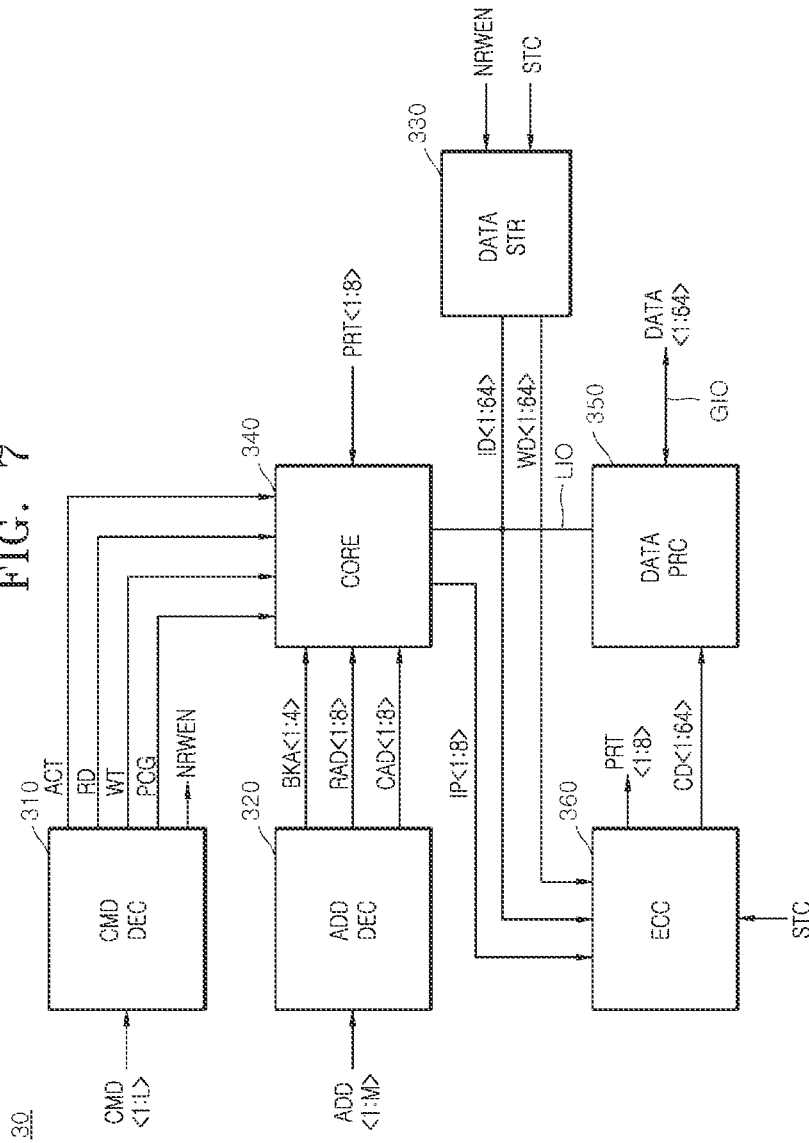 FIG. 7
30
CMD
<1:L>
310
CMD
DEC
ACT
RD
WT
PCG
NRWEN
ADD
<1:M>
320
ADD
DEC
BKA<1:4>
RAD<1:8>
CAD<1:8>
340
CORE
PRT<1:8>
330
DATA
STR
NRWEN
STC
IP<1:8>
ID<1:64>
WD<1:64>
LIO
360
ECC
PRT
<1:8>
CD<1:64>
STC
350
DATA
PRC
DATA
<1:64>
GIO